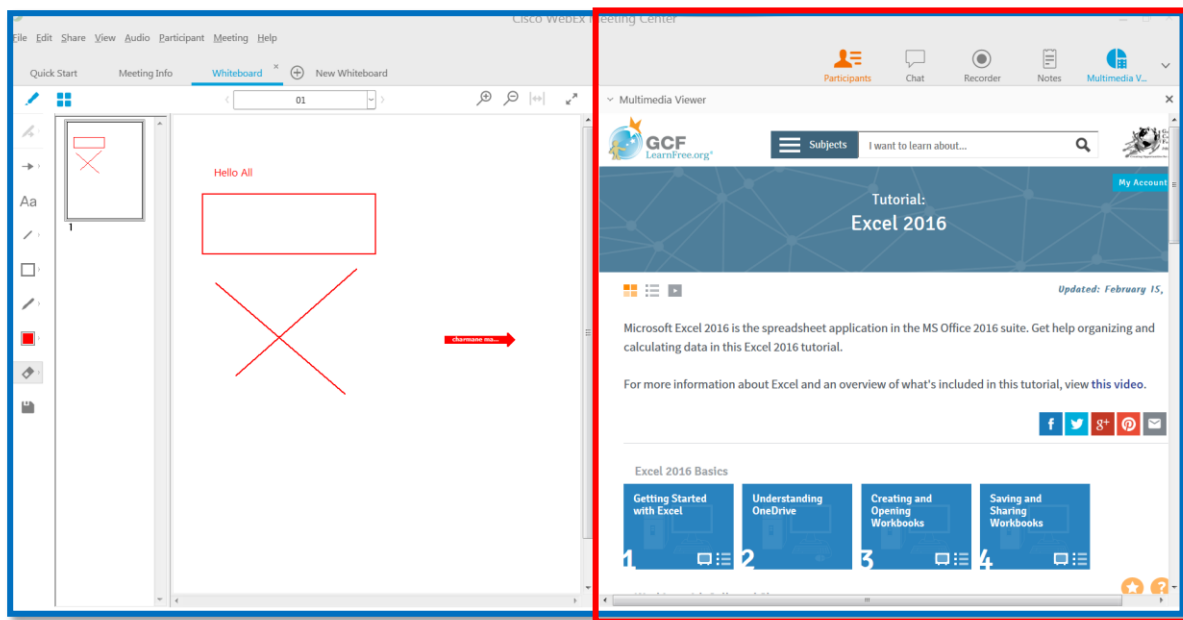 Cisco WebEx Meeting Center
File Edit Share View Audio Participant Meeting Help
Quick Start Meeting Info Whiteboard × New Whiteboard
Participants Chat Recorder Notes Multimedia V...
01
Multimedia Viewer
GCF
LearnFree.org®
Subjects
I want to learn about...
My Account
Tutorial:
Excel 2016
Aa
1
Hello All
charmane ma...
Updated: February 15,
Microsoft Excel 2016 is the spreadsheet application in the MS Office 2016 suite. Get help organizing and
calculating data in this Excel 2016 tutorial.
For more information about Excel and an overview of what's included in this tutorial, view this video.
Excel 2016 Basics
Getting Started
with Excel
1
Understanding
OneDrive
2
Creating and
Opening
Workbooks
3
Saving and
Sharing
Workbooks
4